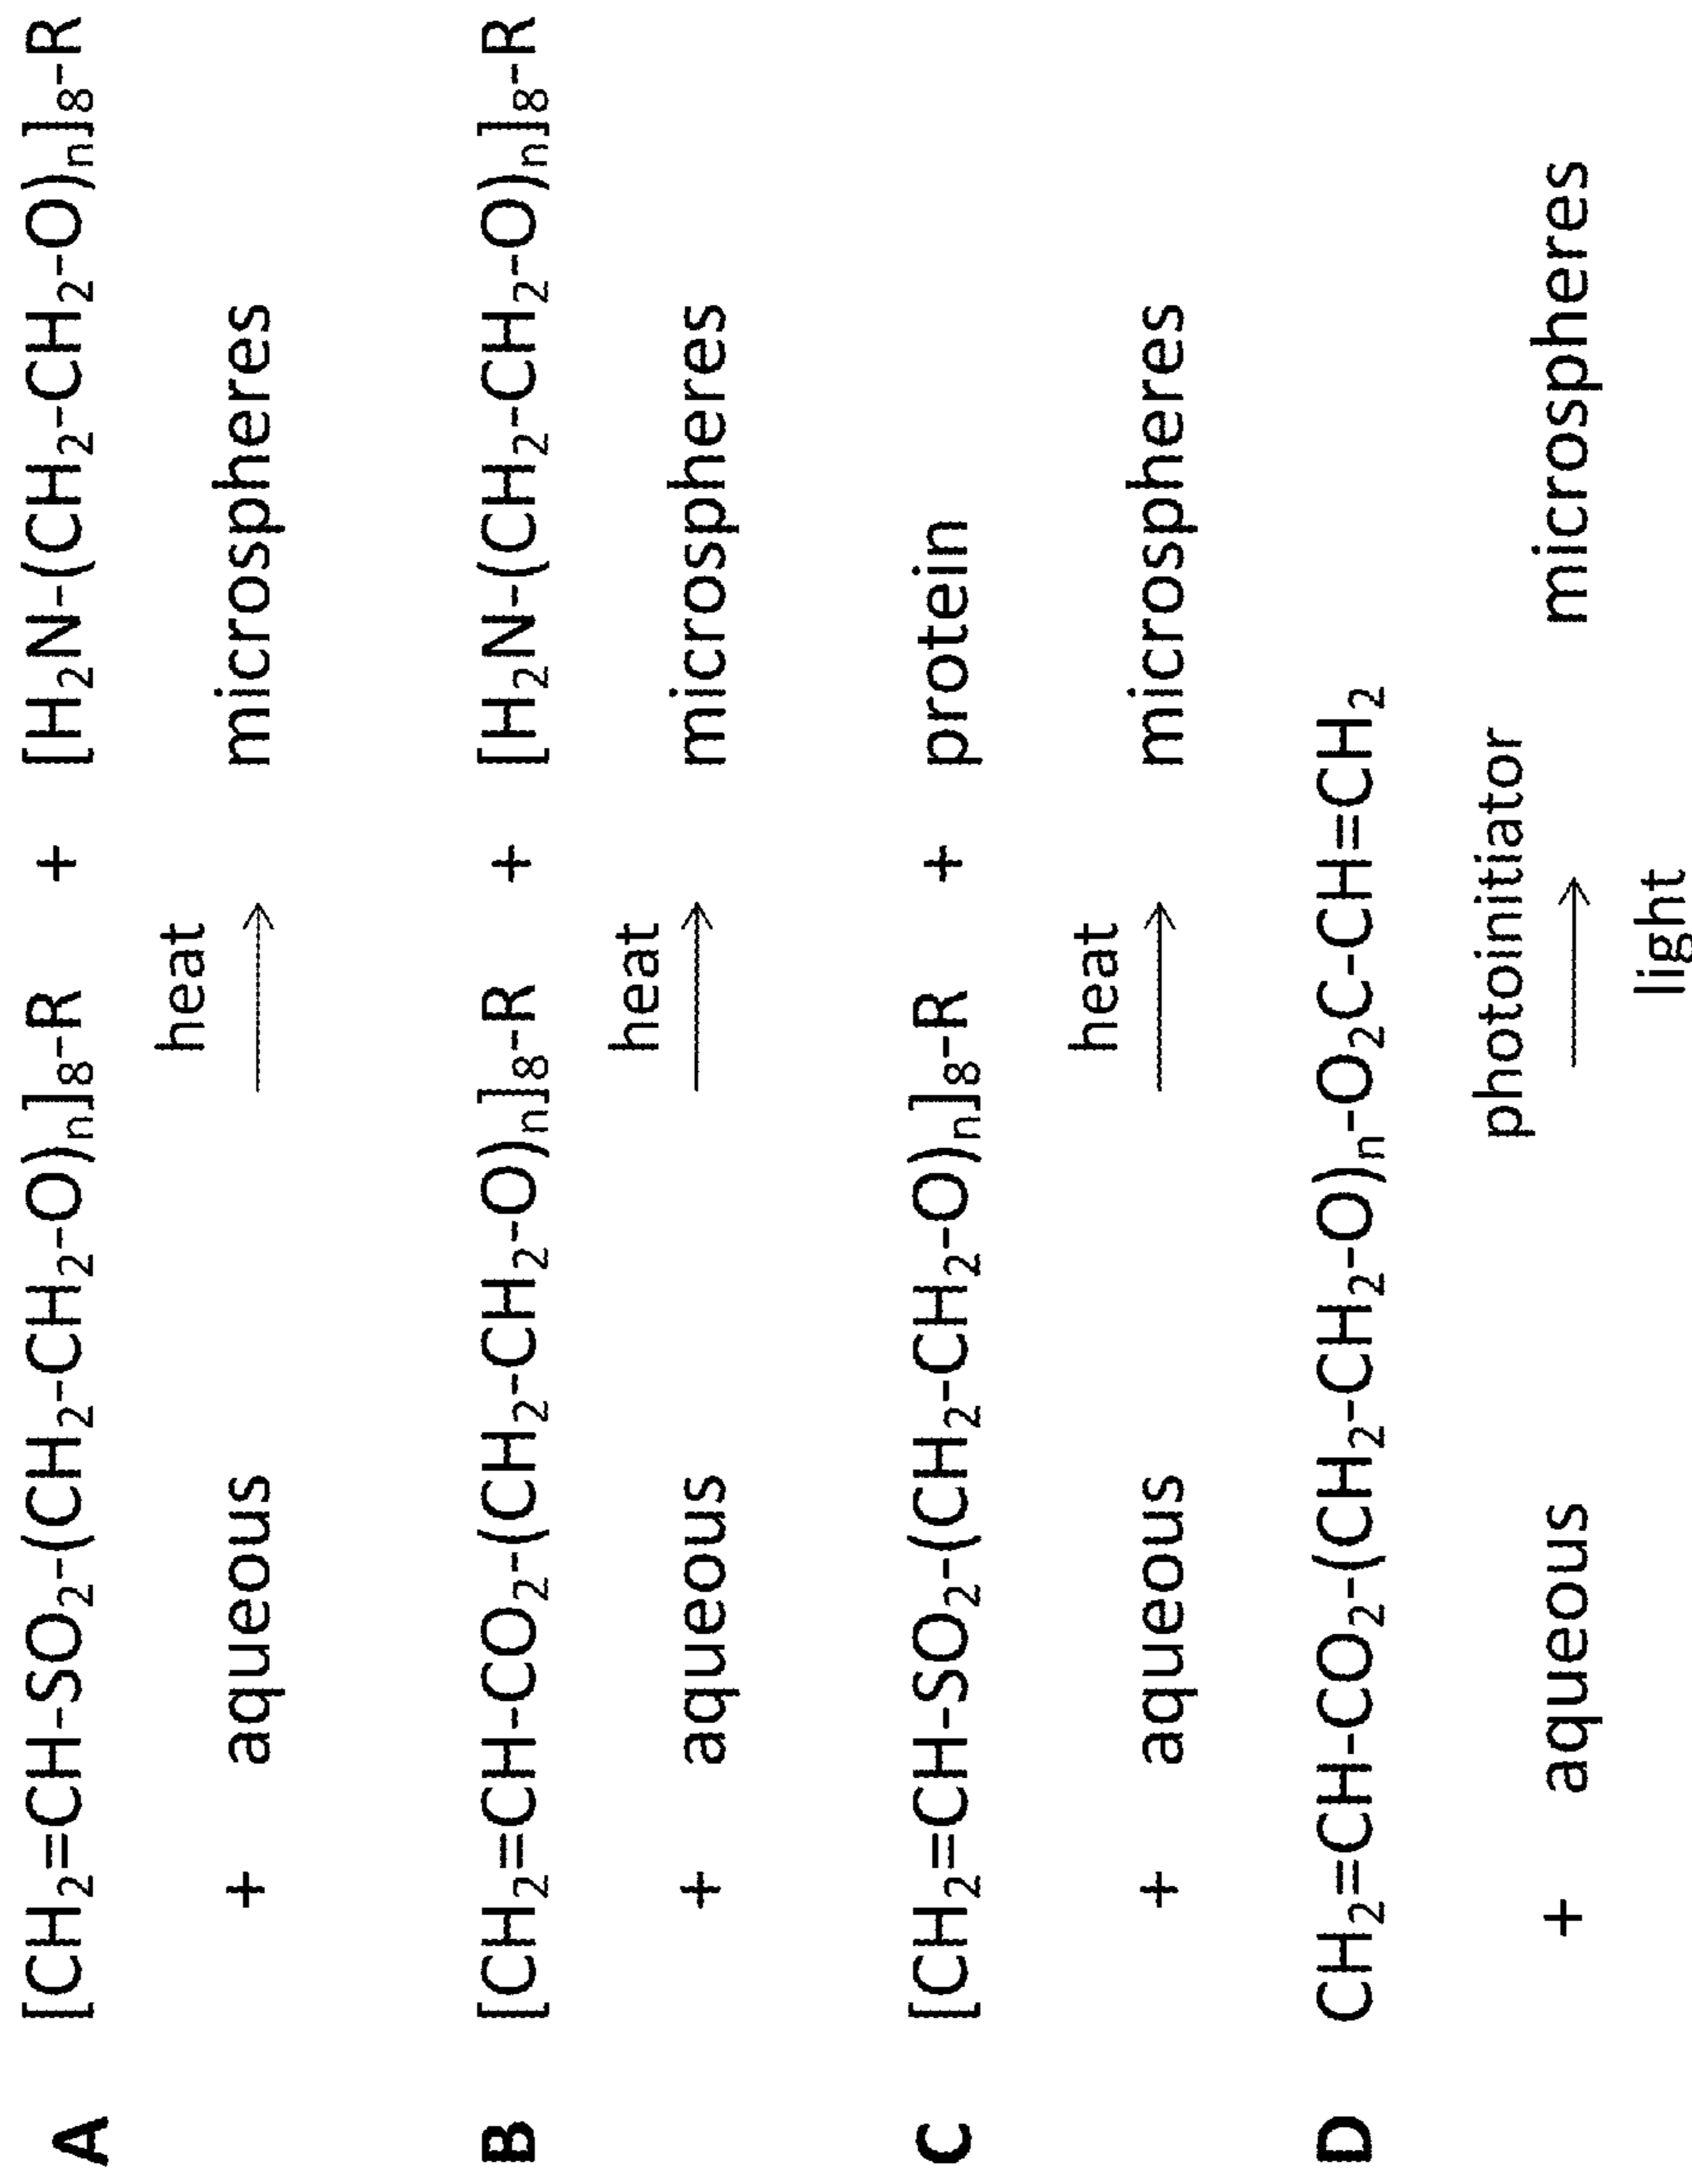 A [CH₂=CH-SO₂-(CH₂-CH₂-O)ₙ]₈-R + [H₂N-(CH₂-CH₂-O)ₙ]₈-R
heat
+ aqueous → microspheres
B [CH₂=CH-CO₂-(CH₂-CH₂-O)ₙ]₈-R + [H₂N-(CH₂-CH₂-O)ₙ]₈-R
heat
+ aqueous → microspheres
C [CH₂=CH-SO₂-(CH₂-CH₂-O)ₙ]₈-R + protein
heat
+ aqueous → microspheres
D CH₂=CH-CO₂-(CH₂-CH₂-O)ₙ-O₂C-CH=CH₂
photoinitiator
+ aqueous → microspheres
light